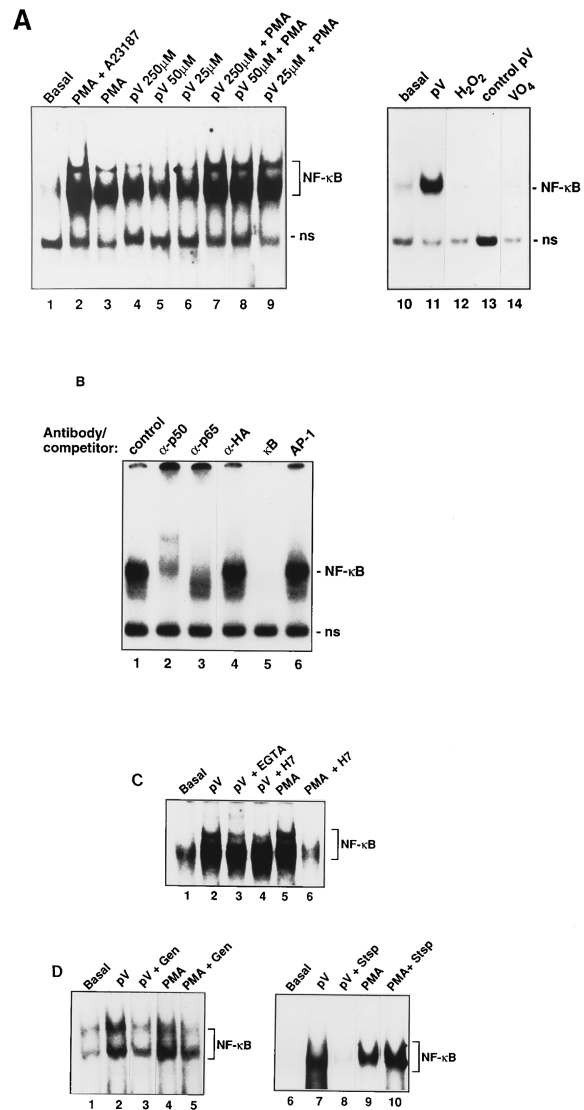 A
Basal PMA + A23187 PMA pV 250μM pV 50μM pV 25μM pV 250μM + PMA pV 50μM + PMA pV 25μM + PMA
NF-κB
- ns
1 2 3 4 5 6 7 8 9
basal pV H2O2 control pV VO4
- NF-κB
- ns
10 11 12 13 14
B
Antibody/
competitor: control α-p50 α-p65 α-HA κB AP-1
- NF-κB
- ns
1 2 3 4 5 6
C
Basal pV pV + EGTA pV + H7 PMA PMA + H7
NF-κB
1 2 3 4 5 6
D
Basal pV pV + Gen PMA PMA + Gen
NF-κB
1 2 3 4 5
Basal pV pV + Stsp PMA PMA+ Stsp
NF-κB
6 7 8 9 10